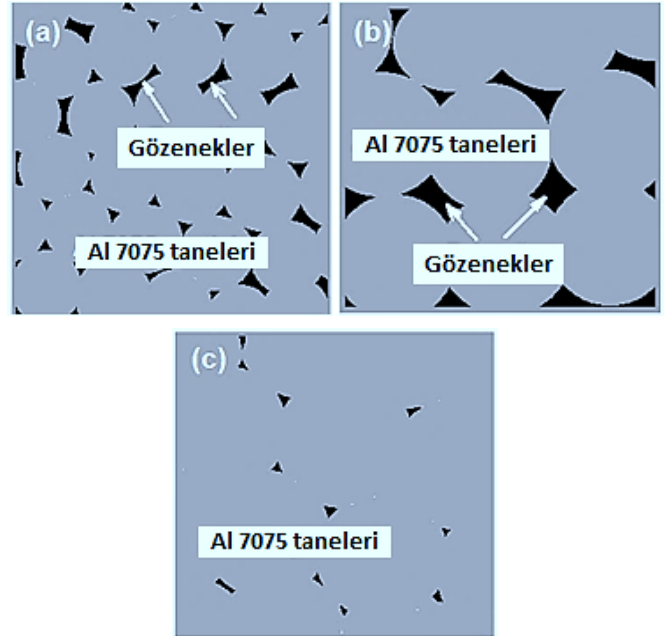 (a)
Gözenekler
Al 7075 taneleri
(b)
Al 7075 taneleri
Gözenekler
(c)
Al 7075 taneleri